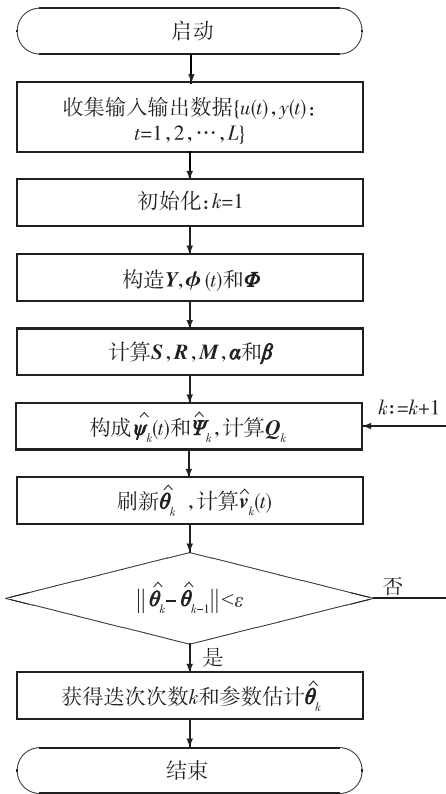 启动
收集输入输出数据{u(t),y(t):
t=1,2,⋯,L}
初始化:k=1
构造Y,ϕ(t)和Φ
计算S,R,M,α和β
k:=k+1
构成ψ̂ₖ(t)和Ψ̂ₖ,计算Qₖ
刷新θ̂ₖ ,计算v̂ₖ(t)
‖θ̂ₖ-θ̂ₖ₋₁‖<ε
否
是
获得迭次次数k和参数估计θ̂ₖ
结束